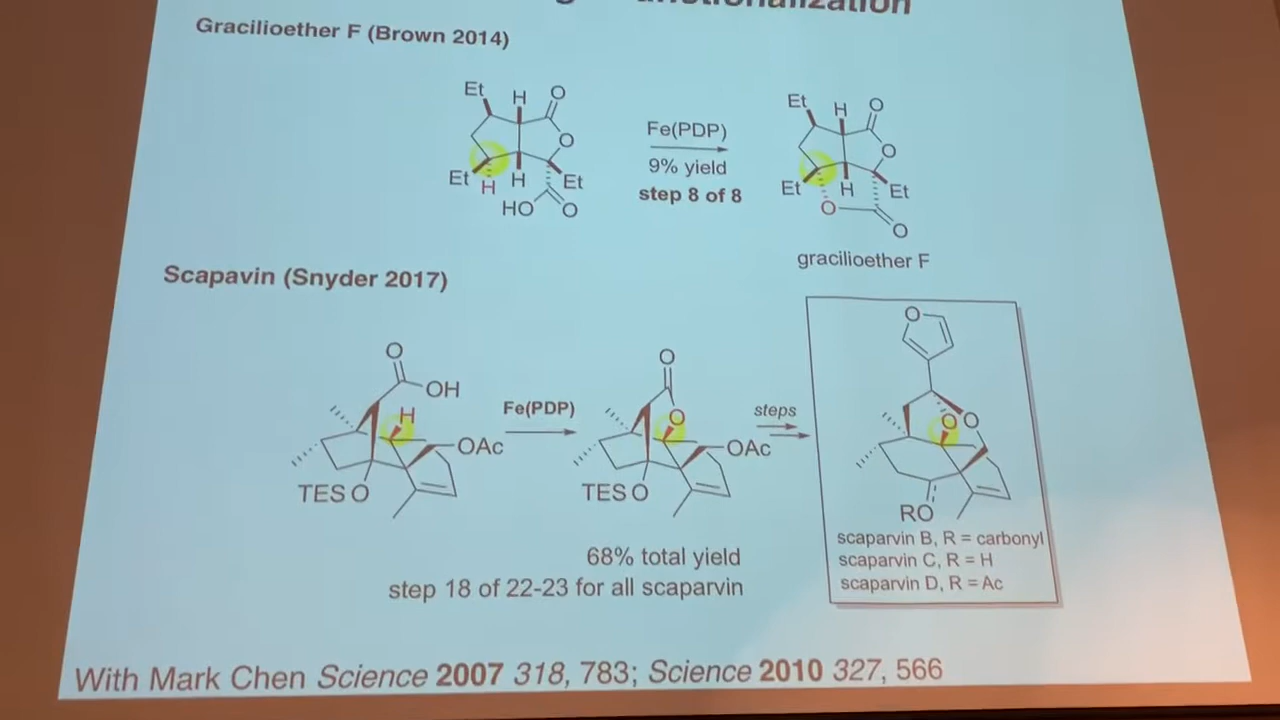 Gracilioether F (Brown 2014)
Et H O
O
Et H H Et
HO O
Fe(PDP)
9% yield
step 8 of 8
Et H O
O
Et H Et
O
O
gracilioether F
Scapavin (Snyder 2017)
O
OH
H
OAc
TESO
Fe(PDP)
O
O
OAc
TESO
steps
O
O O
RO
scaparvin B, R = carbonyl
scaparvin C, R = H
scaparvin D, R = Ac
68% total yield
step 18 of 22-23 for all scaparvin
With Mark Chen Science 2007 318, 783; Science 2010 327, 566